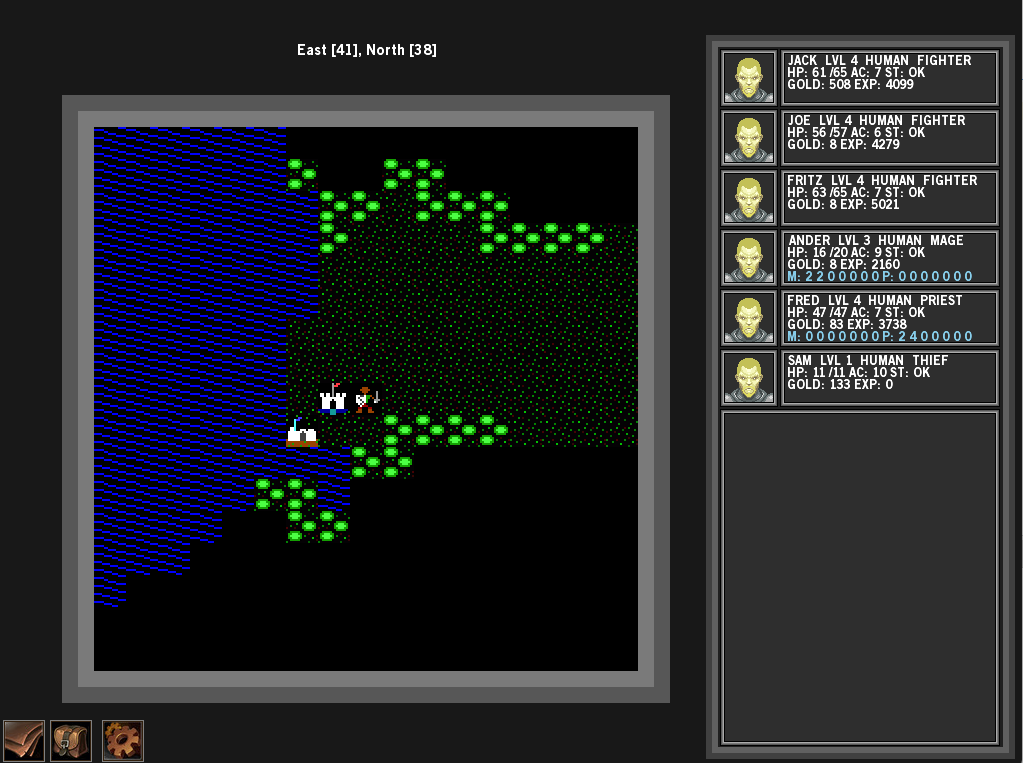 East [41], North [38]
JACK LVL 4 HUMAN FIGHTER
HP: 61 /65 AC: 7 ST: OK
GOLD: 508 EXP: 4099
JOE LVL 4 HUMAN FIGHTER
HP: 56 /57 AC: 6 ST: OK
GOLD: 8 EXP: 4279
FRITZ LVL 4 HUMAN FIGHTER
HP: 63 /65 AC: 7 ST: OK
GOLD: 8 EXP: 5021
ANDER LVL 3 HUMAN MAGE
HP: 16 /20 AC: 9 ST: OK
GOLD: 8 EXP: 2160
M: 2 2 0 0 0 0 0 P: 0 0 0 0 0 0 0
FRED LVL 4 HUMAN PRIEST
HP: 47 /47 AC: 7 ST: OK
GOLD: 83 EXP: 3738
M: 0 0 0 0 0 0 0 P: 2 4 0 0 0 0 0
SAM LVL 1 HUMAN THIEF
HP: 11 /11 AC: 10 ST: OK
GOLD: 133 EXP: 0